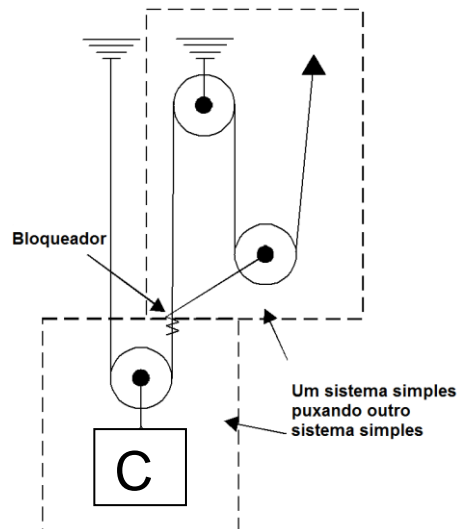 Bloqueador
Um sistema simples
puxando outro
sistema simples
C